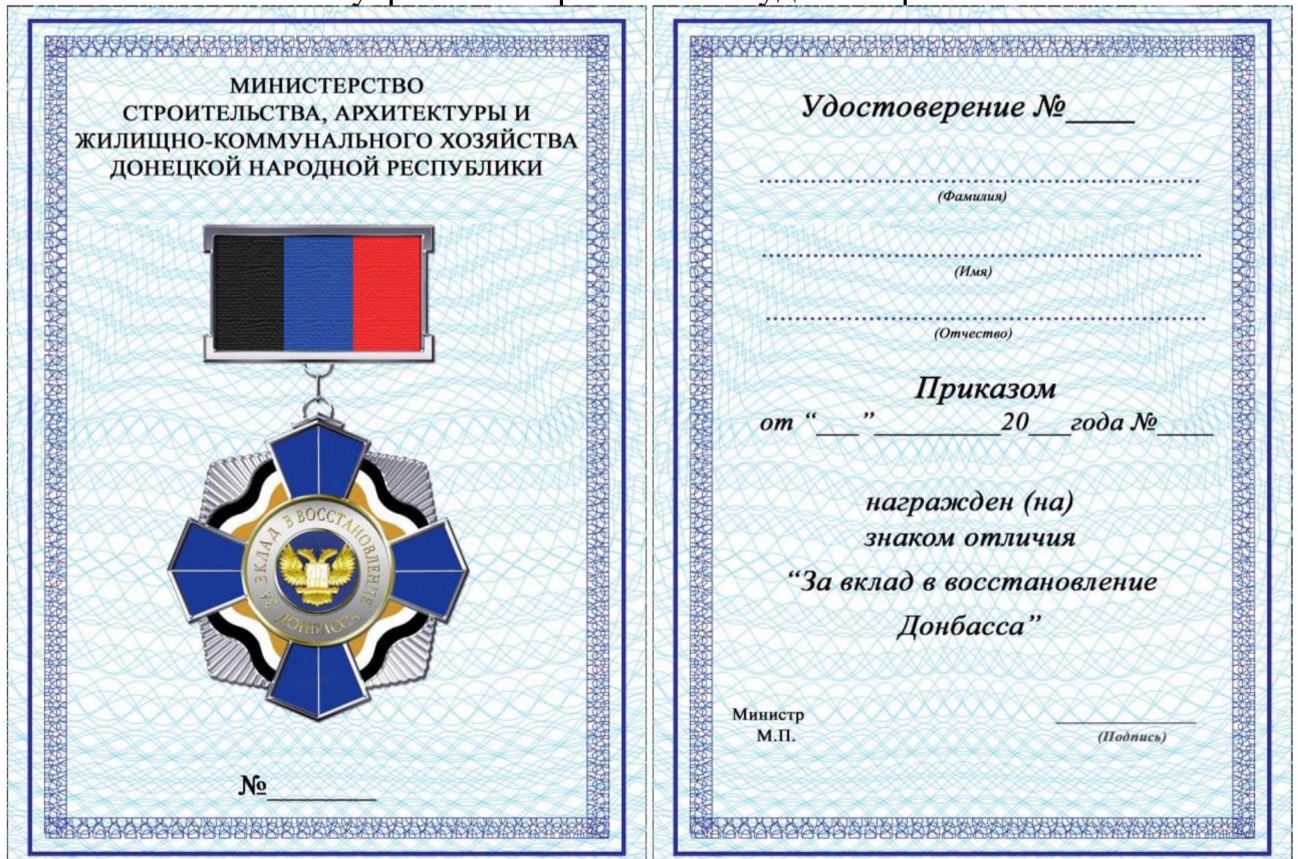 МИНИСТЕРСТВО
СТРОИТЕЛЬСТВА, АРХИТЕКТУРЫ И
ЖИЛИЩНО-КОММУНАЛЬНОГО ХОЗЯЙСТВА
ДОНЕЦКОЙ НАРОДНОЙ РЕСПУБЛИКИ
ЗА ВКЛАД В ВОССТАНОВЛЕНИЕ ДОНБАССА
№________
Удостоверение №____
(Фамилия)
(Имя)
(Отчество)
Приказом
от “___”_________20___года №____
награжден (на)
знаком отличия
“За вклад в восстановление
Донбасса”
Министр
М.П.
(Подпись)